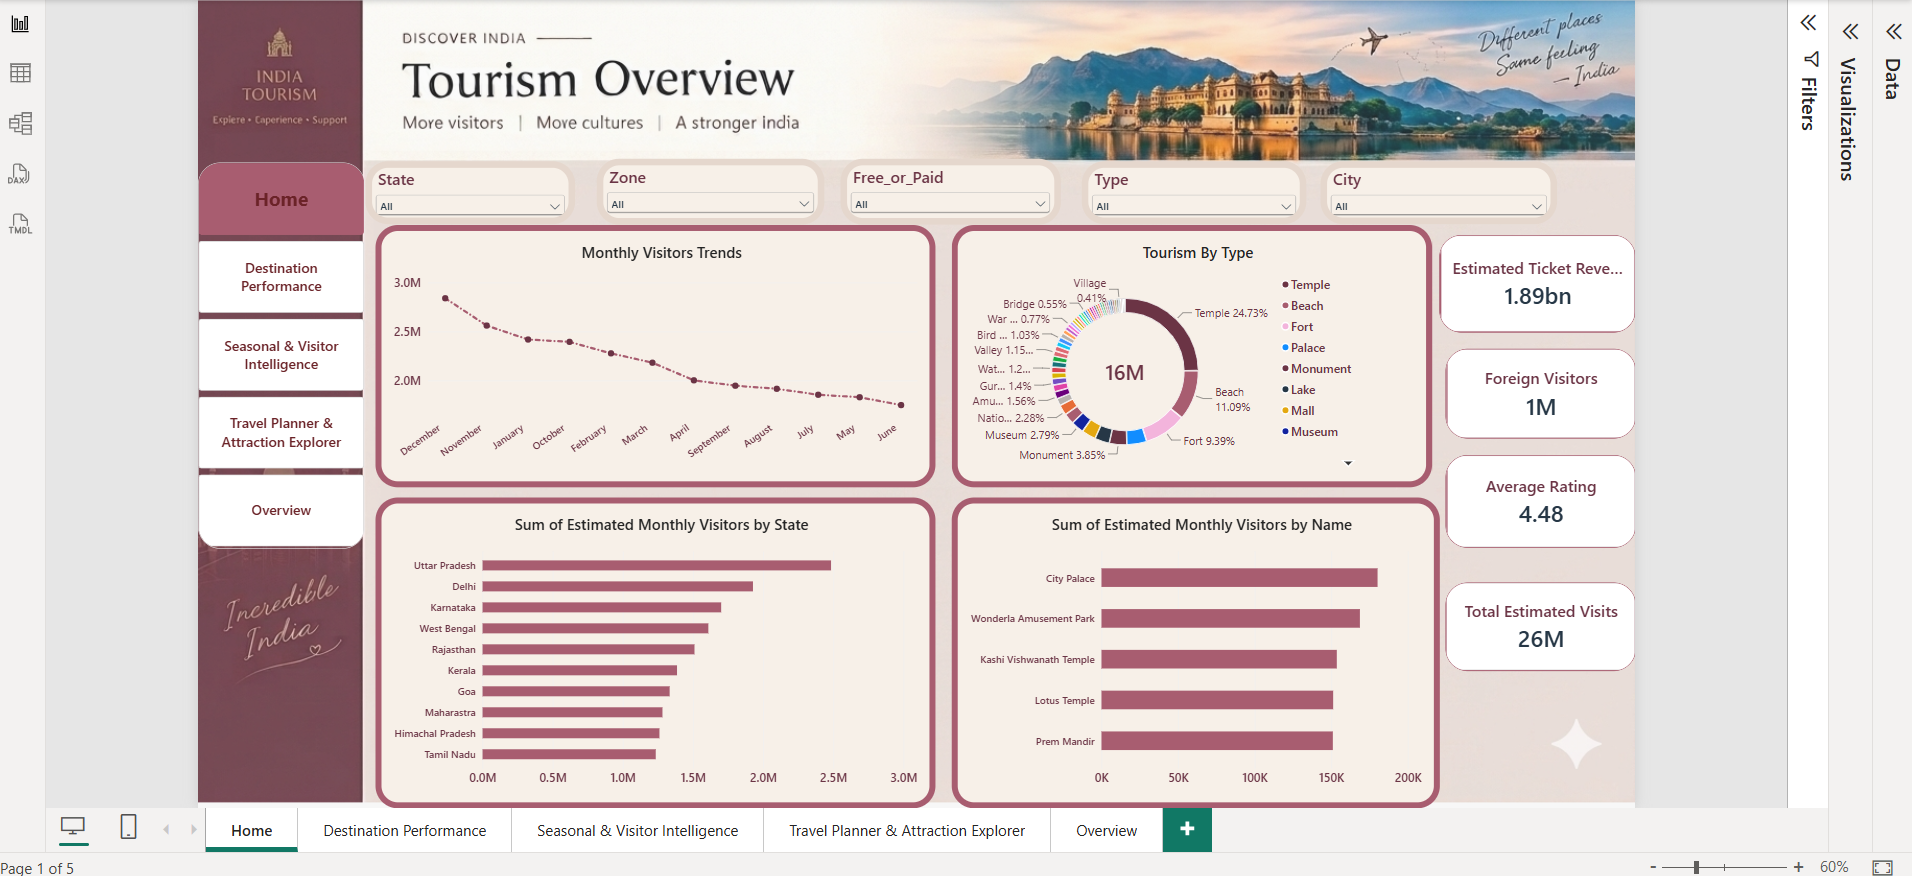 INDIA
TOURISM
Explore • Experience • Support
DISCOVER INDIA
Tourism Overview
More visitors | More cultures | A stronger india
Different places
Same feeling
— India
Filters
Visualizations
Data
DAX
TMDL
Home
Destination
Performance
Seasonal & Visitor
Intelligence
Travel Planner &
Attraction Explorer
Overview
Incredible
India
State
All
Zone
All
Free_or_Paid
All
Type
All
City
All
Monthly Visitors Trends
3.0M
2.5M
2.0M
December
November
January
October
February
March
April
September
August
July
May
June
Tourism By Type
Village
0.41%
Bridge 0.55%
War ... 0.77%
Bird ... 1.03%
Valley 1.15...
Wat... 1.2...
Gur... 1.4%
Amu... 1.56%
Natio... 2.28%
Museum 2.79%
Monument 3.85%
Temple 24.73%
Beach
11.09%
Fort 9.39%
16M
Temple
Beach
Fort
Palace
Monument
Lake
Mall
Museum
Estimated Ticket Reve...
1.89bn
Foreign Visitors
1M
Average Rating
4.48
Total Estimated Visits
26M
Sum of Estimated Monthly Visitors by State
Uttar Pradesh
Delhi
Karnataka
West Bengal
Rajasthan
Kerala
Goa
Maharastra
Himachal Pradesh
Tamil Nadu
0.0M 0.5M 1.0M 1.5M 2.0M 2.5M 3.0M
Sum of Estimated Monthly Visitors by Name
City Palace
Wonderla Amusement Park
Kashi Vishwanath Temple
Lotus Temple
Prem Mandir
0K 50K 100K 150K 200K
Home
Destination Performance
Seasonal & Visitor Intelligence
Travel Planner & Attraction Explorer
Overview
+
Page 1 of 5
- + 60%